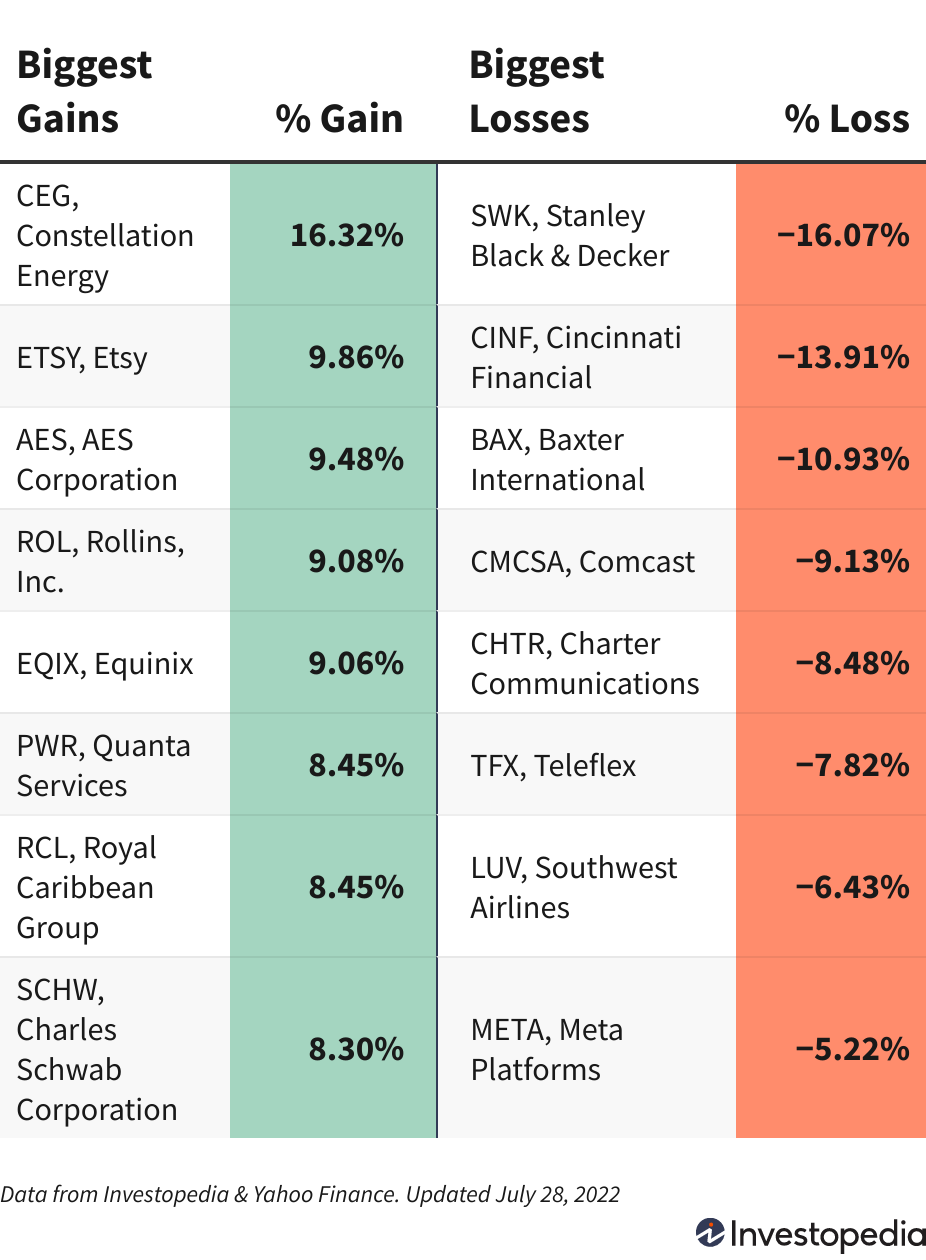 Biggest
Gains
% Gain
Biggest
Losses
% Loss
CEG,
Constellation
Energy
16.32%
SWK, Stanley
Black & Decker
−16.07%
ETSY, Etsy
9.86%
CINF, Cincinnati
Financial
−13.91%
AES, AES
Corporation
9.48%
BAX, Baxter
International
−10.93%
ROL, Rollins,
Inc.
9.08%
CMCSA, Comcast
−9.13%
EQIX, Equinix
9.06%
CHTR, Charter
Communications
−8.48%
PWR, Quanta
Services
8.45%
TFX, Teleflex
−7.82%
RCL, Royal
Caribbean
Group
8.45%
LUV, Southwest
Airlines
−6.43%
SCHW,
Charles
Schwab
Corporation
8.30%
META, Meta
Platforms
−5.22%
Data from Investopedia & Yahoo Finance. Updated July 28, 2022
Investopedia